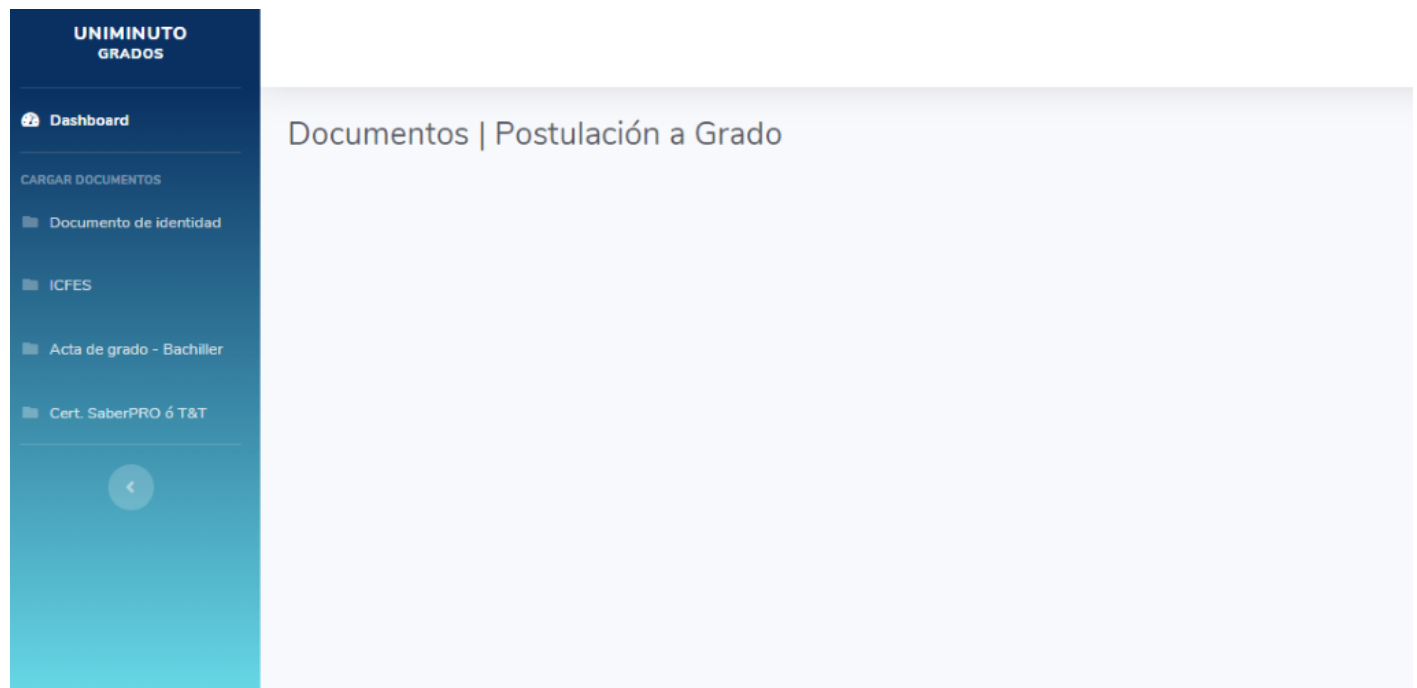 UNIMINUTO
GRADOS
Dashboard
CARGAR DOCUMENTOS
Documento de identidad
ICFES
Acta de grado - Bachiller
Cert. SaberPRO ó T&T
Documentos | Postulación a Grado